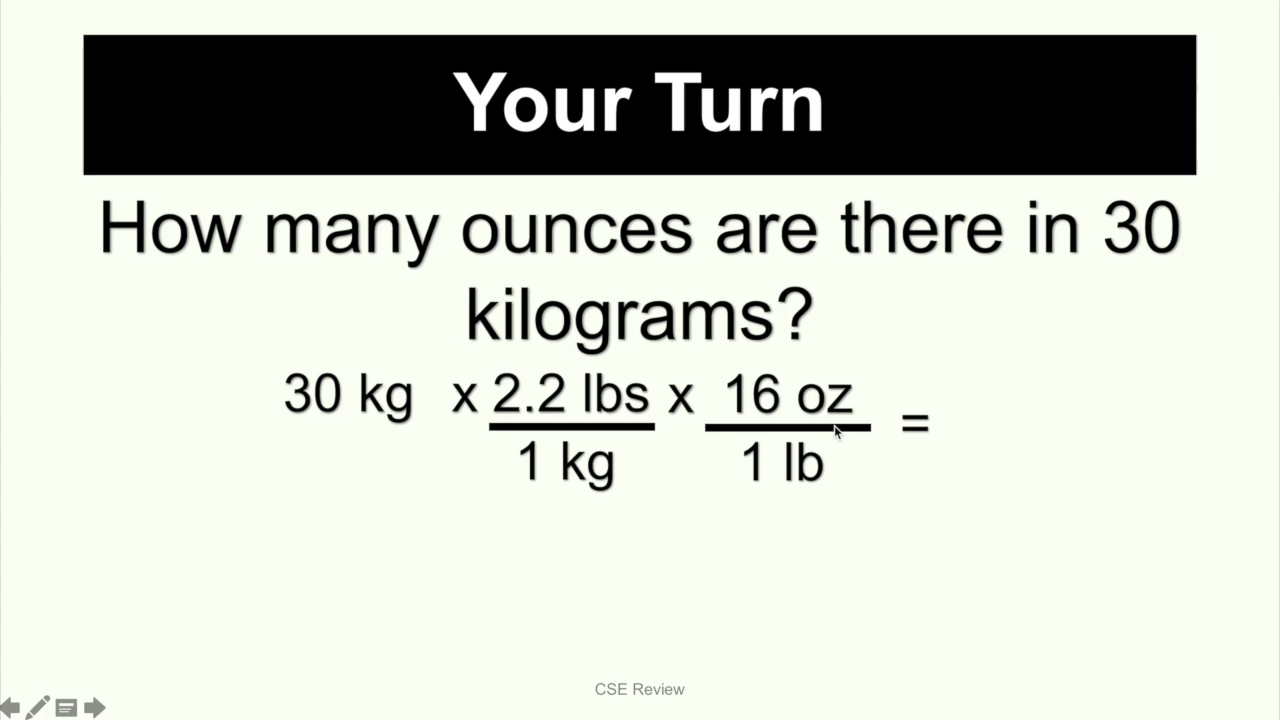 Your Turn
How many ounces are there in 30
kilograms?
30 kg x 2.2 lbs x 16 oz =
1 kg 1 lb
CSE Review